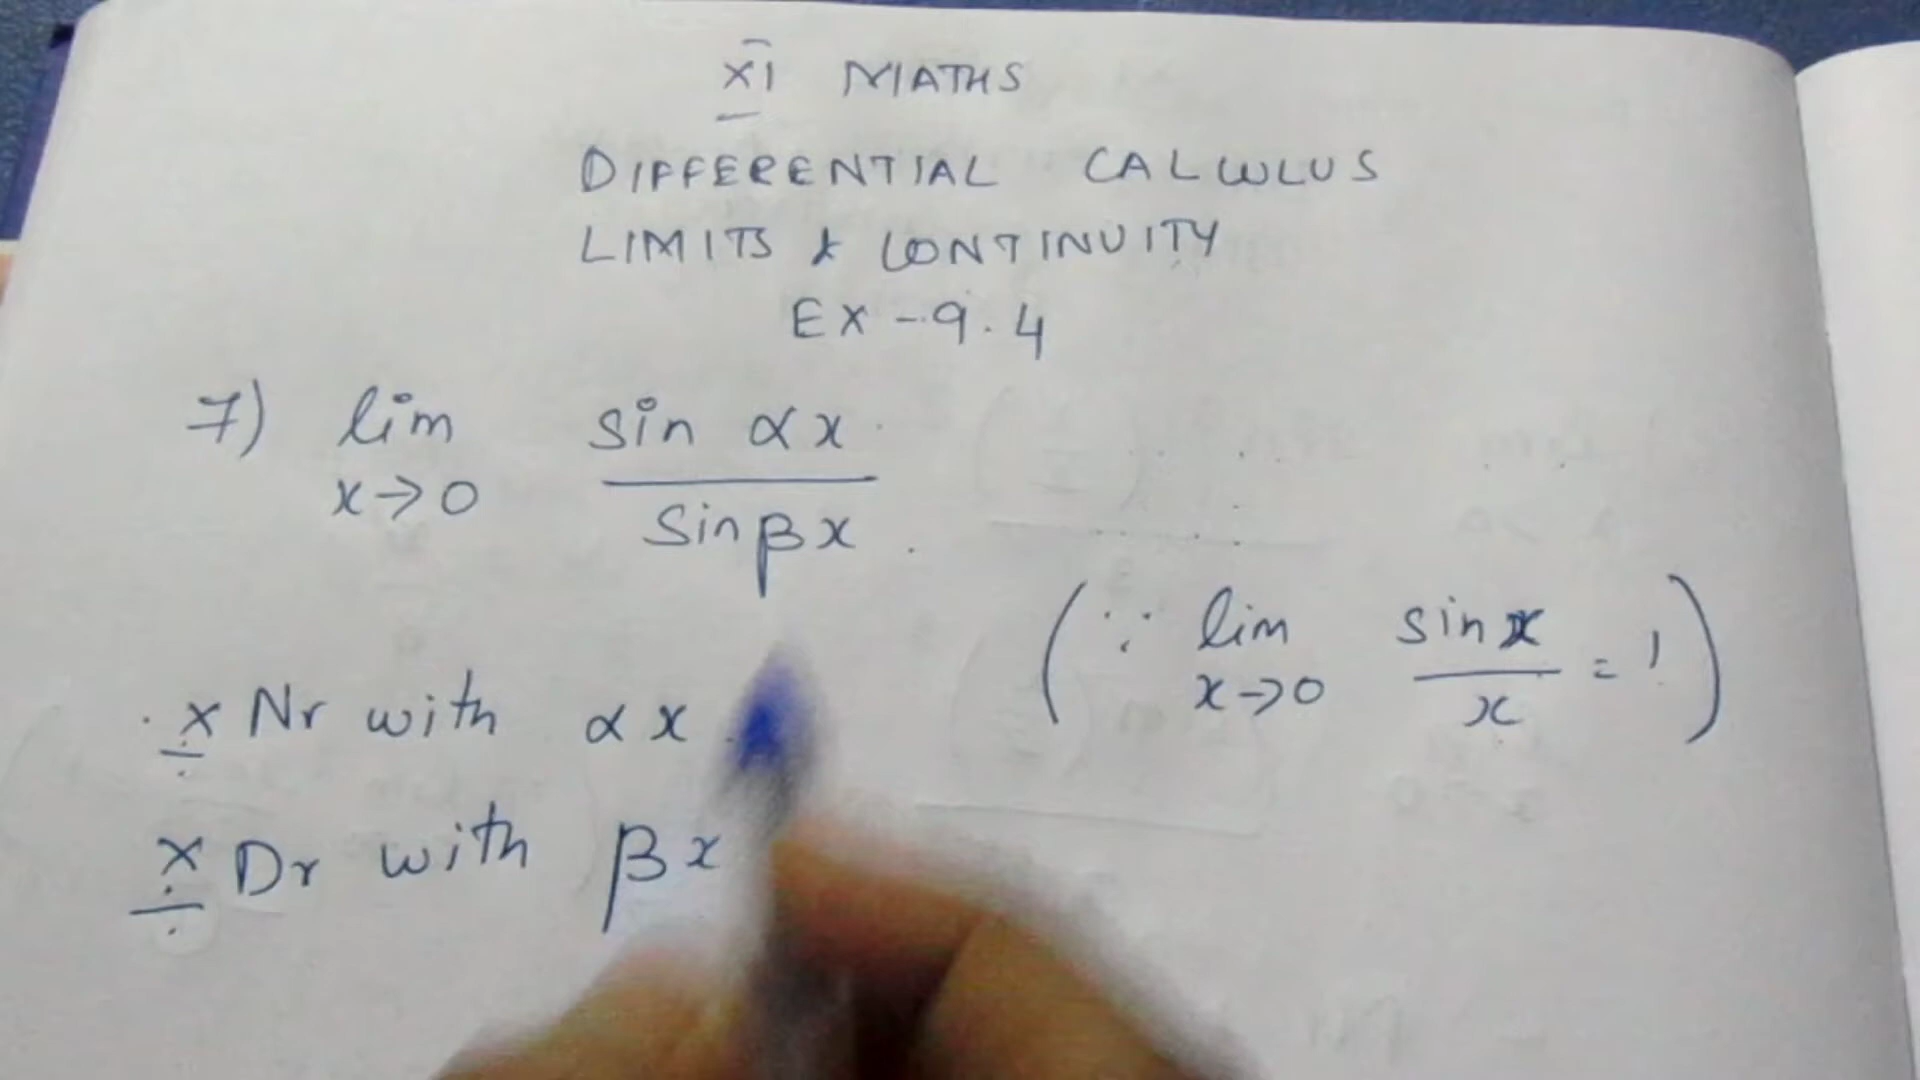 XI MATHS
DIFFERENTIAL CALCULUS
LIMITS & CONTINUITY
EX - 9.4
7) lim sin αx
x→0 sin βx
(∵ lim sin x = 1)
x→0 x
×/÷ Nr with αx
×/÷ Dr with βx